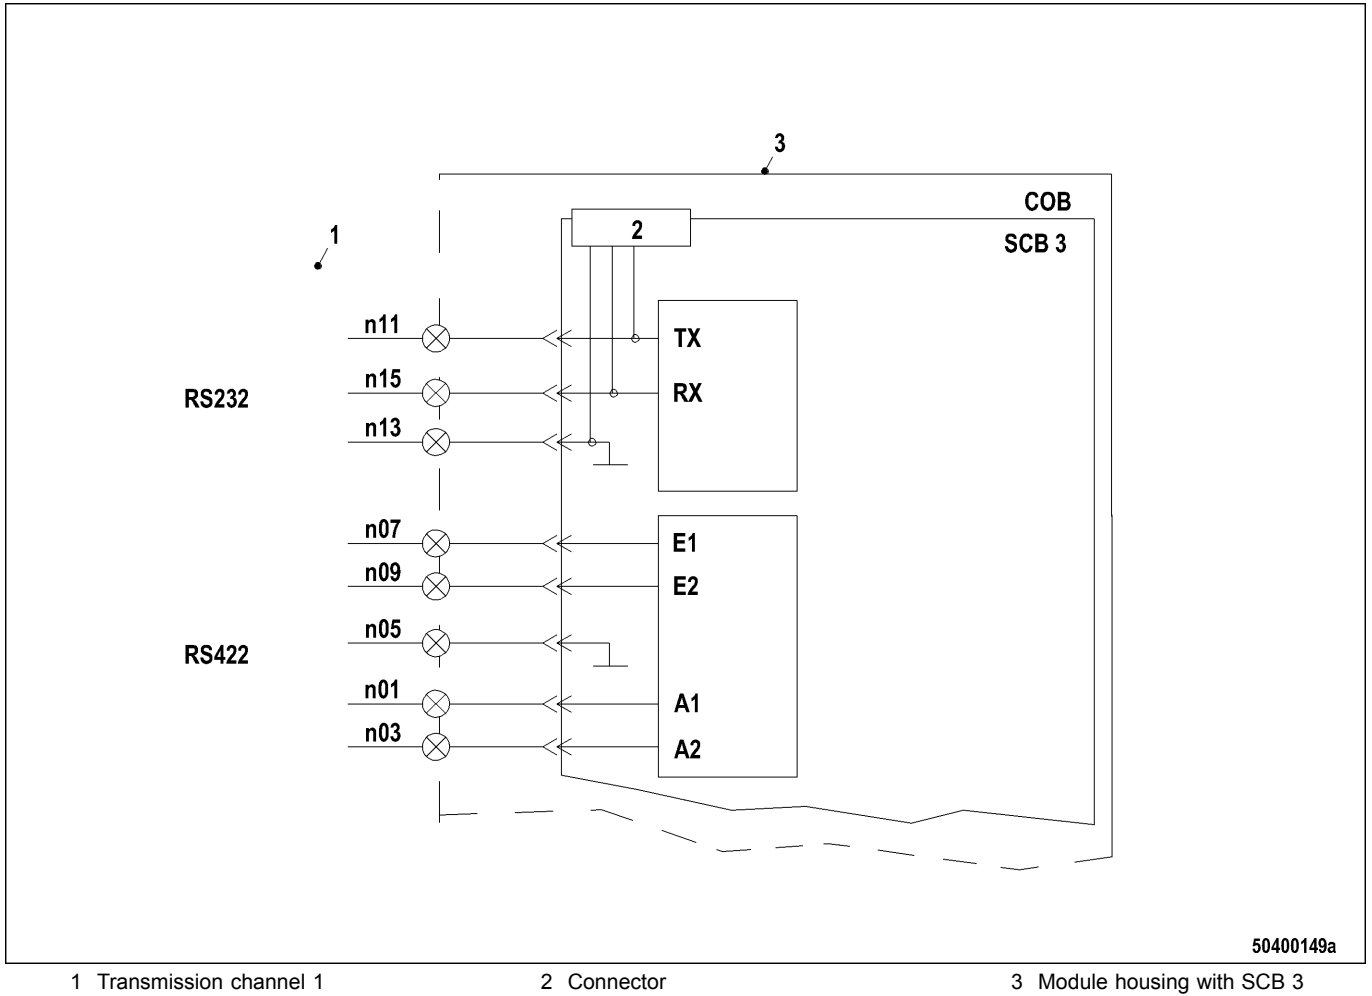 3
COB
2
SCB 3
1
n11
TX
n15
RX
RS232
n13
n07
E1
n09
E2
n05
RS422
n01
A1
n03
A2
50400149a
1 Transmission channel 1
2 Connector
3 Module housing with SCB 3